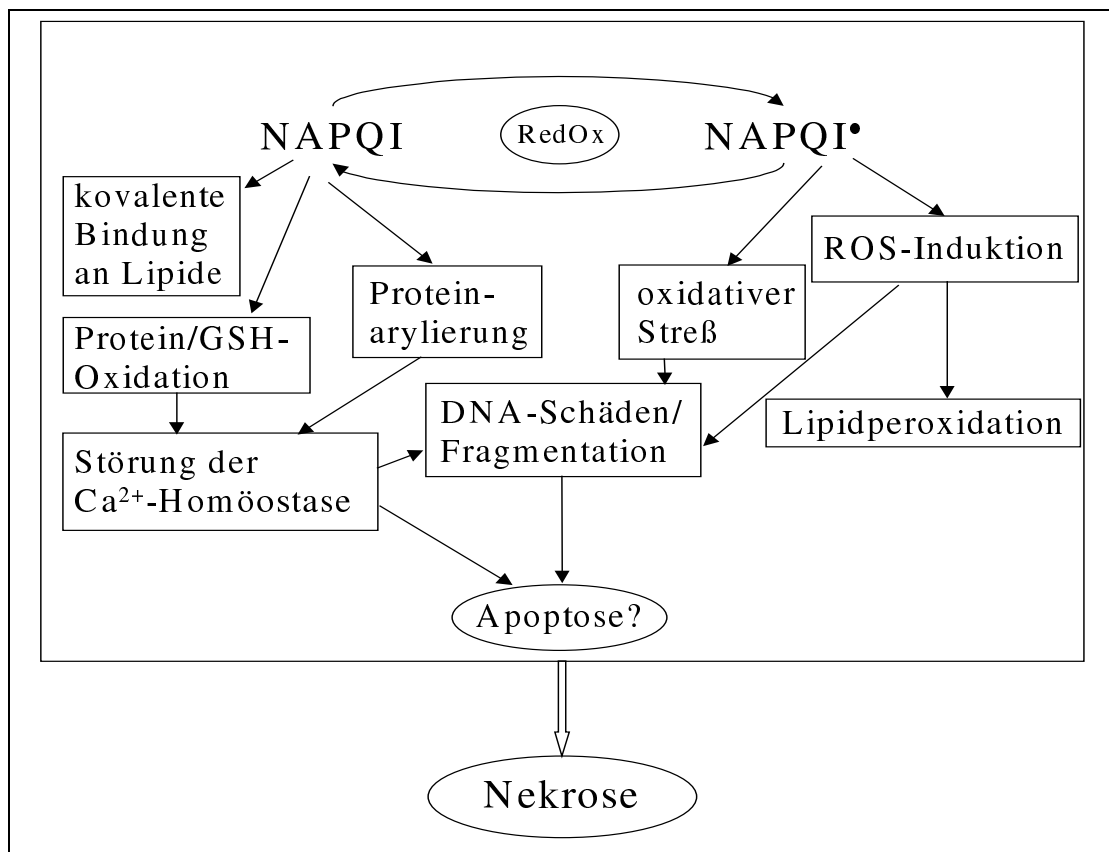 NAPQI
RedOx
NAPQI•
kovalente
Bindung
an Lipide
ROS-Induktion
Protein-
arylierung
oxidativer
Streß
Protein/GSH-
Oxidation
DNA-Schäden/
Fragmentation
Lipidperoxidation
Störung der
Ca²⁺-Homöostase
Apoptose?
Nekrose